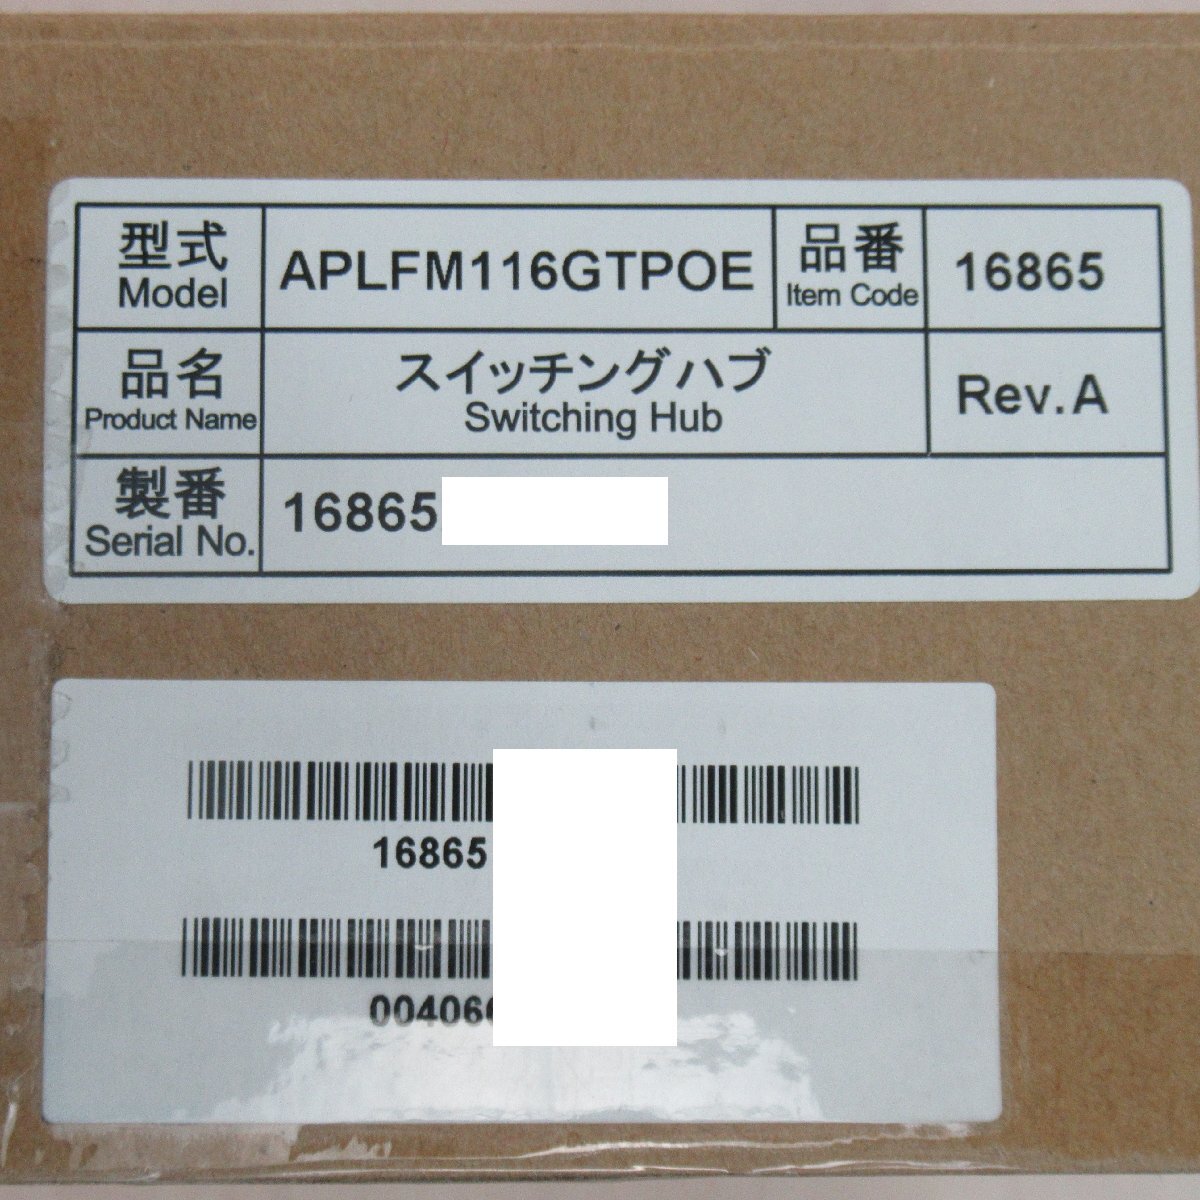 型式 APLFM116GTPOE 品番 16865
Model Item Code
品名 スイッチングハブ Rev.A
Product Name Switching Hub
製番 16865
Serial No.
16865
00406